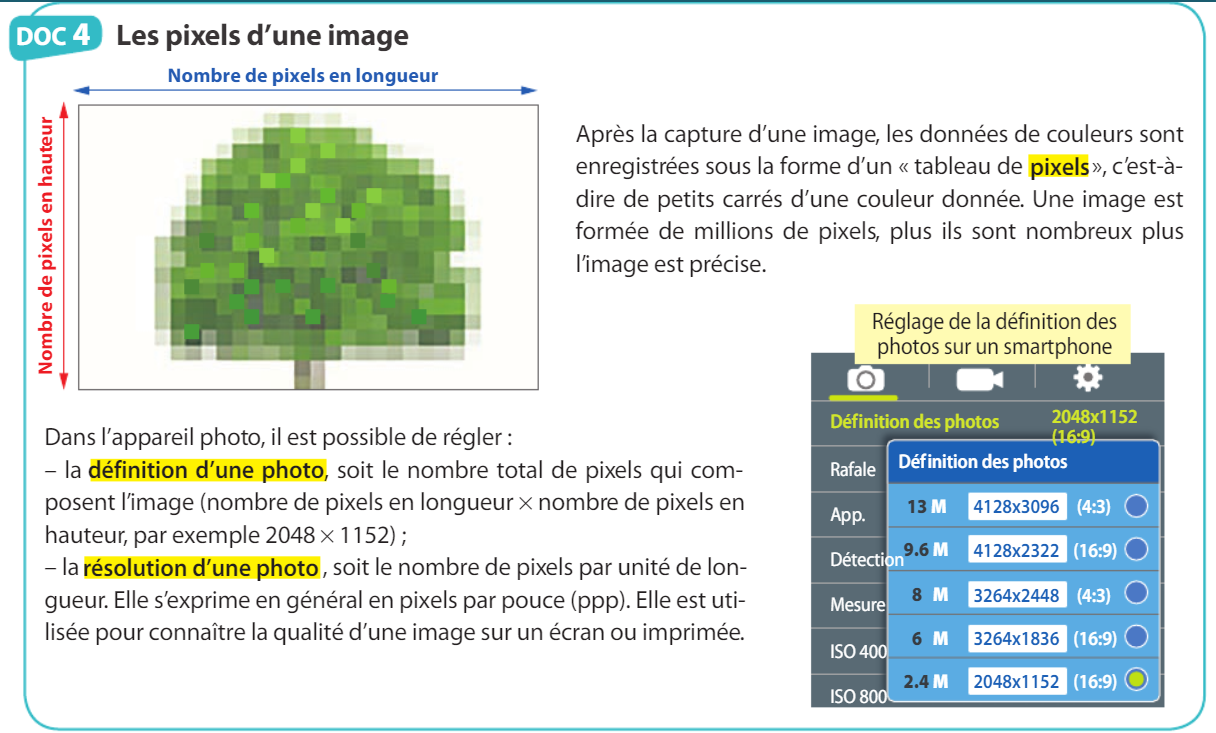 DOC 4 Les pixels d'une image
Nombre de pixels en longueur
Nombre de pixels en hauteur
Après la capture d'une image, les données de couleurs sont
enregistrées sous la forme d'un « tableau de pixels», c'est-à-
dire de petits carrés d'une couleur donnée. Une image est
formée de millions de pixels, plus ils sont nombreux plus
l'image est précise.
Dans l'appareil photo, il est possible de régler :
– la définition d'une photo, soit le nombre total de pixels qui com-
posent l'image (nombre de pixels en longueur × nombre de pixels en
hauteur, par exemple 2048 × 1152) ;
– la résolution d'une photo, soit le nombre de pixels par unité de lon-
gueur. Elle s'exprime en général en pixels par pouce (ppp). Elle est uti-
lisée pour connaître la qualité d'une image sur un écran ou imprimée.
Réglage de la définition des
photos sur un smartphone
Définition des photos 2048x1152
(16:9)
Rafale
App.
Détection
Mesure
ISO 400
ISO 800
Définition des photos
13 M 4128x3096 (4:3)
9.6 M 4128x2322 (16:9)
8 M 3264x2448 (4:3)
6 M 3264x1836 (16:9)
2.4 M 2048x1152 (16:9)